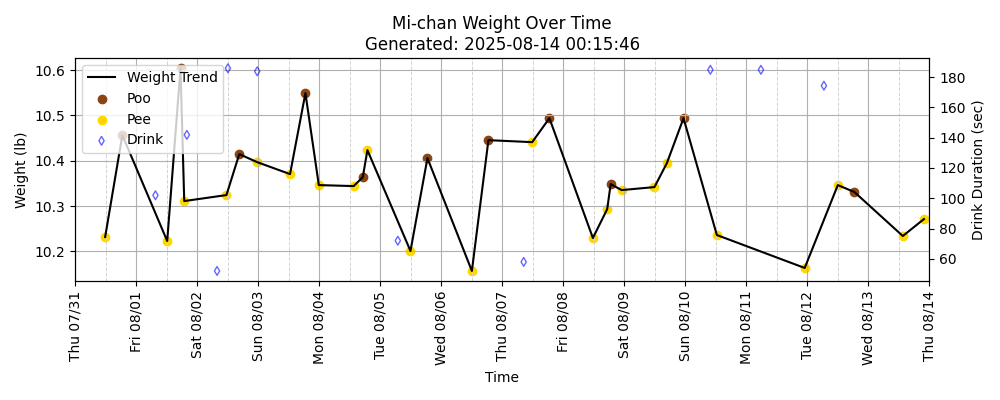 Mi-chan Weight Over Time
Generated: 2025-08-14 00:15:46
Weight Trend
Poo
Pee
Drink
Weight (lb)
10.6
10.5
10.4
10.3
10.2
Drink Duration (sec)
180
160
140
120
100
80
60
Thu 07/31
Fri 08/01
Sat 08/02
Sun 08/03
Mon 08/04
Tue 08/05
Wed 08/06
Thu 08/07
Fri 08/08
Sat 08/09
Sun 08/10
Mon 08/11
Tue 08/12
Wed 08/13
Thu 08/14
Time